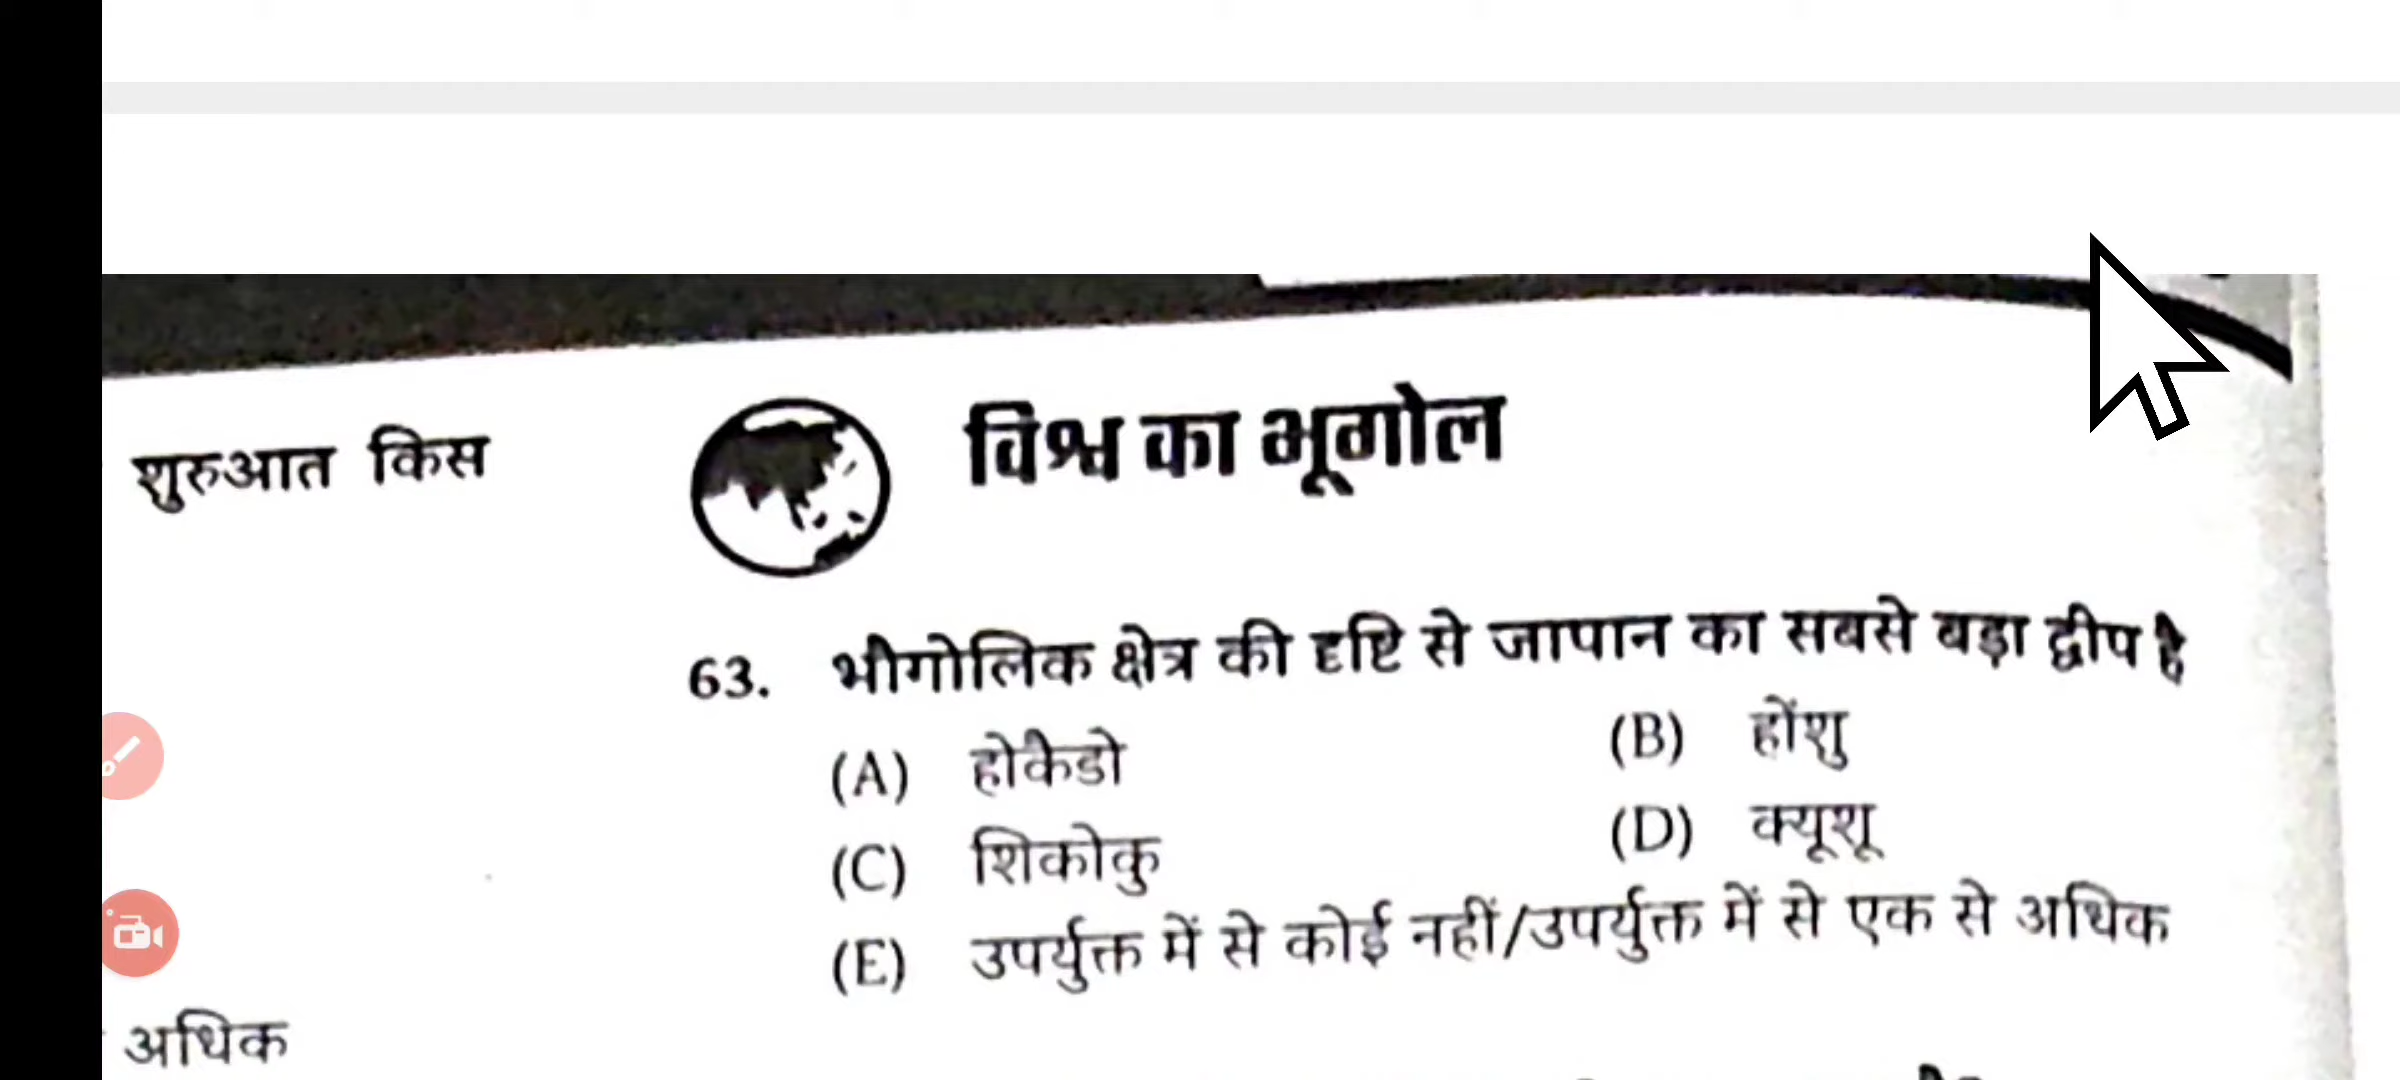 शुरुआत किस
विश्व का भूगोल
63. भौगोलिक क्षेत्र की दृष्टि से जापान का सबसे बड़ा द्वीप है
(A) होकैडो
(B) होंशु
(C) शिकोकु
(D) क्यूशू
(E) उपर्युक्त में से कोई नहीं/उपर्युक्त में से एक से अधिक
अधिक